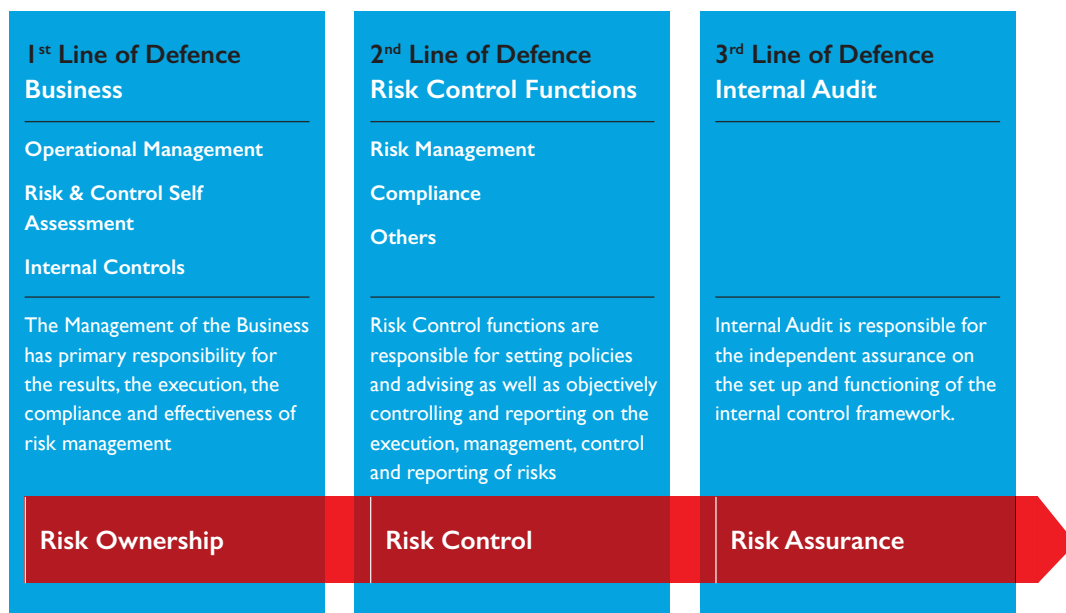 1st Line of Defence
Business
Operational Management
Risk & Control Self
Assessment
Internal Controls
The Management of the Business
has primary responsibility for
the results, the execution, the
compliance and effectiveness of
risk management
Risk Ownership
2nd Line of Defence
Risk Control Functions
Risk Management
Compliance
Others
Risk Control functions are
responsible for setting policies
and advising as well as objectively
controlling and reporting on the
execution, management, control
and reporting of risks
Risk Control
3rd Line of Defence
Internal Audit
Internal Audit is responsible for
the independent assurance on
the set up and functioning of the
internal control framework.
Risk Assurance